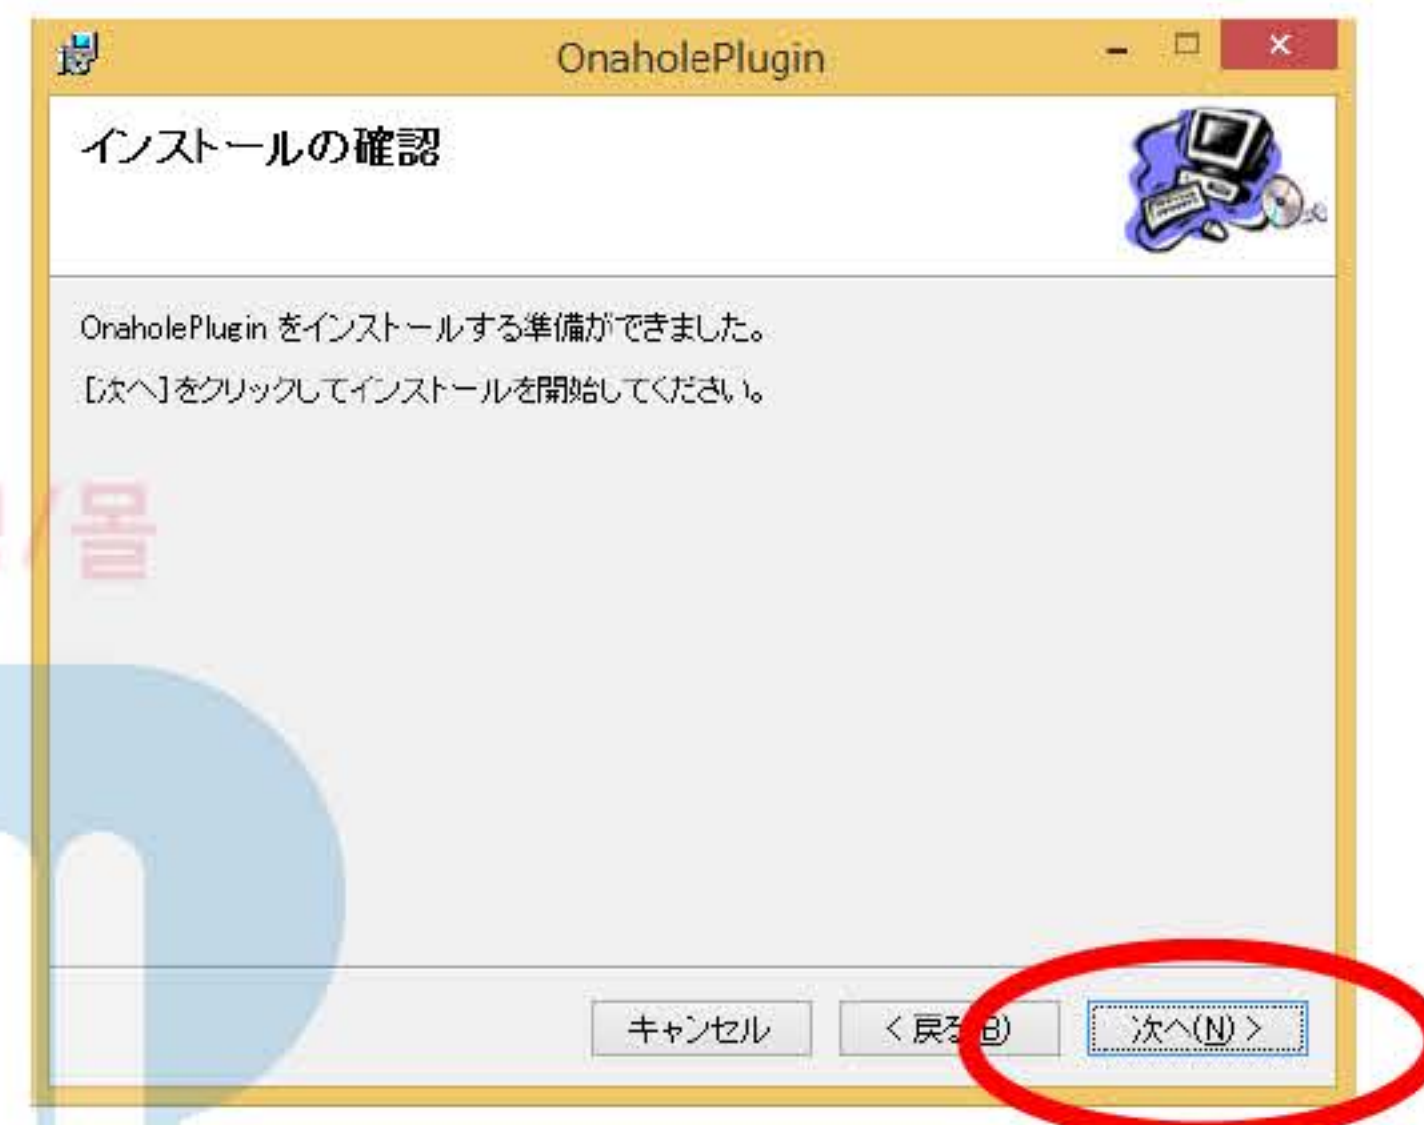 OnaholePlugin
インストールの確認
OnaholePlugin をインストールする準備ができました。
[次へ]をクリックしてインストールを開始してください。
/몰
キャンセル
< 戻る(B)
次へ(N) >